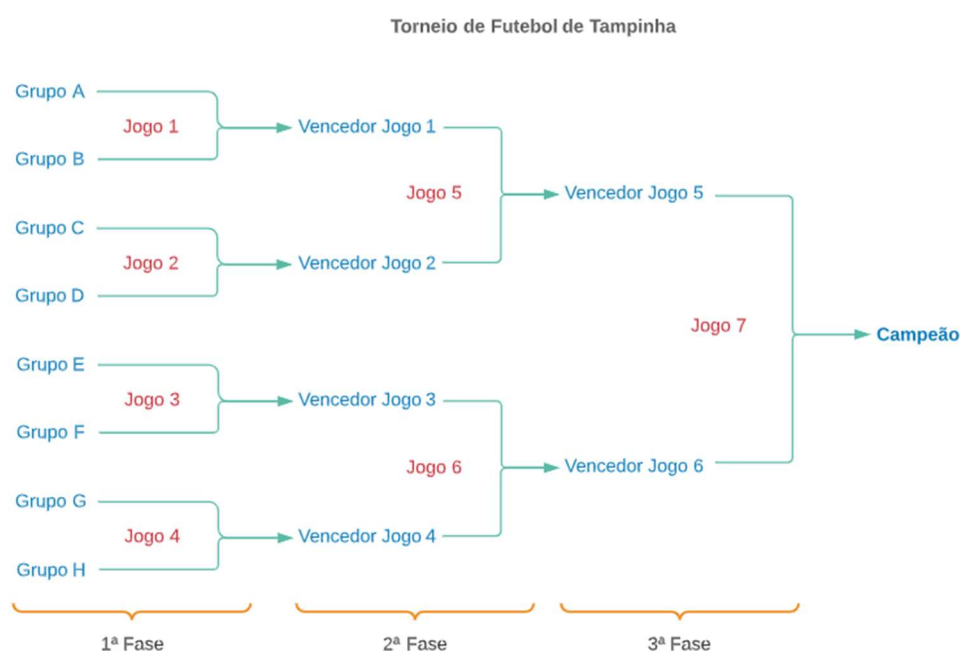 Torneio de Futebol de Tampinha
Grupo A
Jogo 1
Grupo B
Vencedor Jogo 1
Jogo 5
Vencedor Jogo 5
Grupo C
Jogo 2
Grupo D
Vencedor Jogo 2
Jogo 7
Campeão
Grupo E
Jogo 3
Grupo F
Vencedor Jogo 3
Jogo 6
Vencedor Jogo 6
Grupo G
Jogo 4
Grupo H
Vencedor Jogo 4
1ª Fase
2ª Fase
3ª Fase